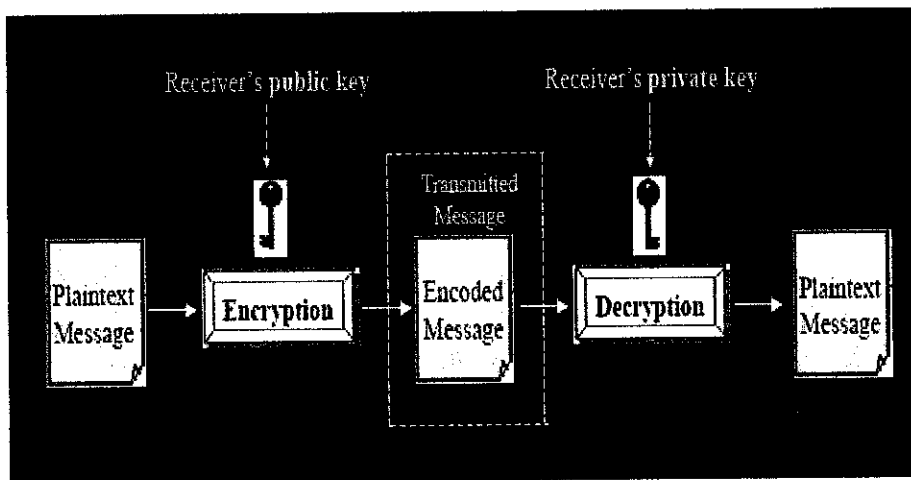 Receiver's public key
Receiver's private key
Transmitted
Message
Plaintext
Message
Encryption
Encoded
Message
Decryption
Plaintext
Message